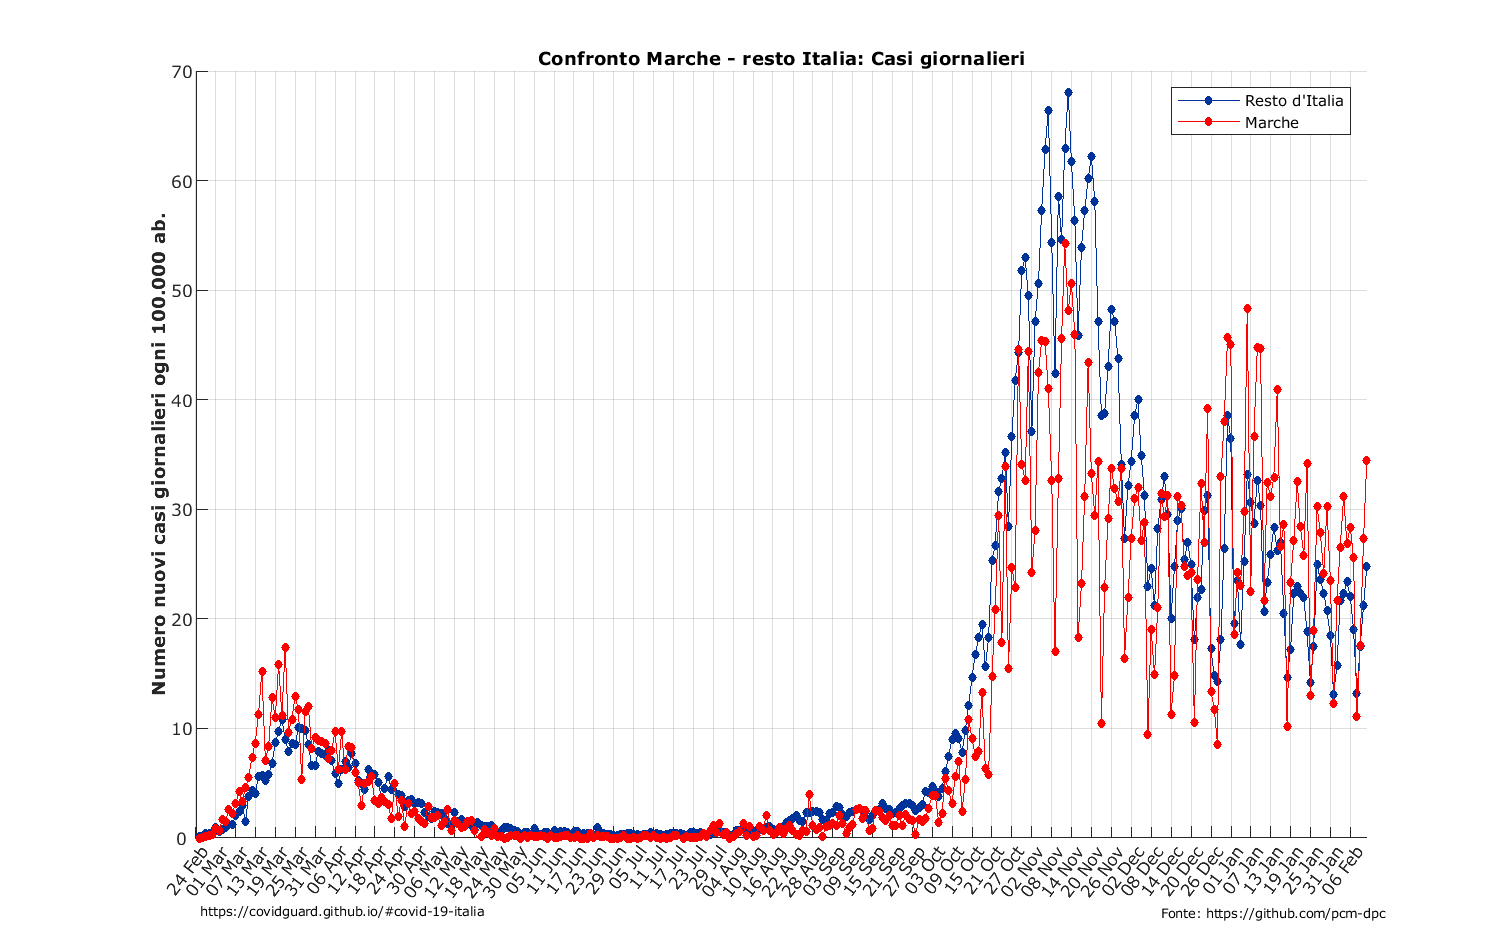 Confronto Marche - resto Italia: Casi giornalieri
Resto d'Italia
Marche
Numero nuovi casi giornalieri ogni 100.000 ab.
70
60
50
40
30
20
10
0
24 Feb
01 Mar
07 Mar
13 Mar
19 Mar
25 Mar
31 Mar
06 Apr
12 Apr
18 Apr
24 Apr
30 Apr
06 May
12 May
18 May
24 May
30 May
05 Jun
11 Jun
17 Jun
23 Jun
29 Jun
05 Jul
11 Jul
17 Jul
23 Jul
29 Jul
04 Aug
10 Aug
16 Aug
22 Aug
28 Aug
03 Sep
09 Sep
15 Sep
21 Sep
27 Sep
03 Oct
09 Oct
15 Oct
21 Oct
27 Oct
02 Nov
08 Nov
14 Nov
20 Nov
26 Nov
02 Dec
08 Dec
14 Dec
20 Dec
26 Dec
01 Jan
07 Jan
13 Jan
19 Jan
25 Jan
31 Jan
06 Feb
https://covidguard.github.io/#covid-19-italia
Fonte: https://github.com/pcm-dpc